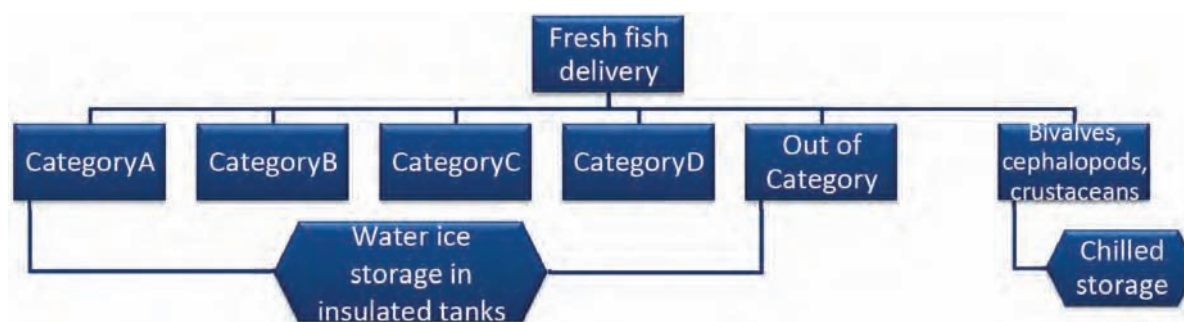 Fresh fish
delivery
CategoryA
CategoryB
CategoryC
CategoryD
Out of
Category
Bivalves,
cephalopods,
crustaceans
Water ice
storage in
insulated tanks
Chilled
storage